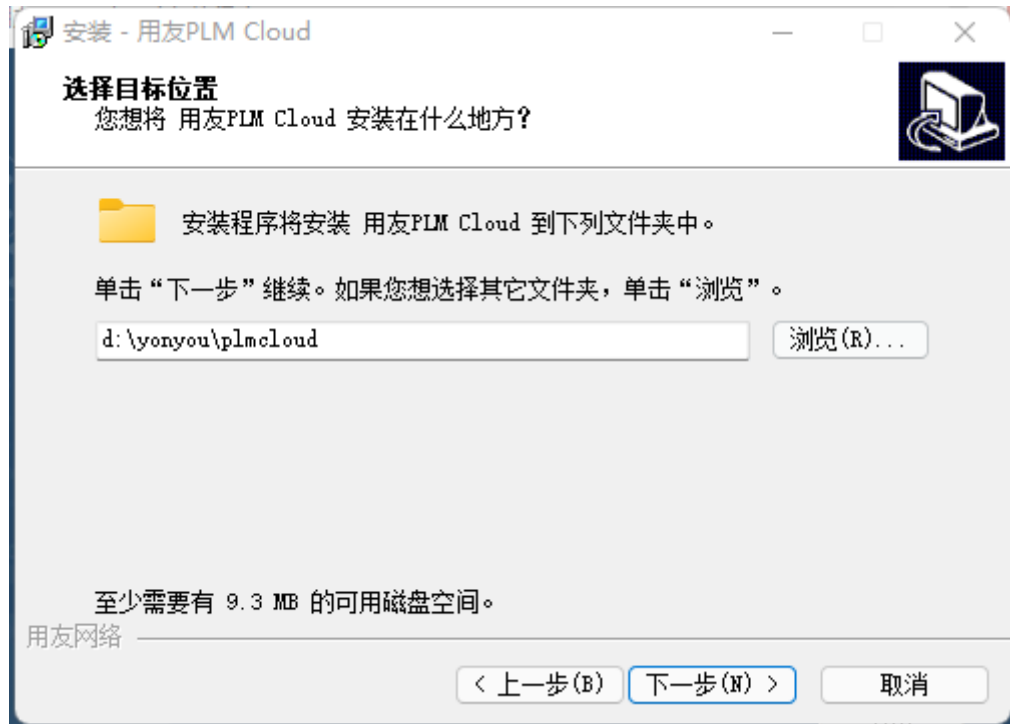 安装 - 用友PLM Cloud
选择目标位置
您想将 用友PLM Cloud 安装在什么地方?
安装程序将安装 用友PLM Cloud 到下列文件夹中。
单击“下一步”继续。如果您想选择其它文件夹，单击“浏览”。
d:\yonyou\plmcloud
浏览(R)...
至少需要有 9.3 MB 的可用磁盘空间。
用友网络
< 上一步(B)
下一步(N) >
取消